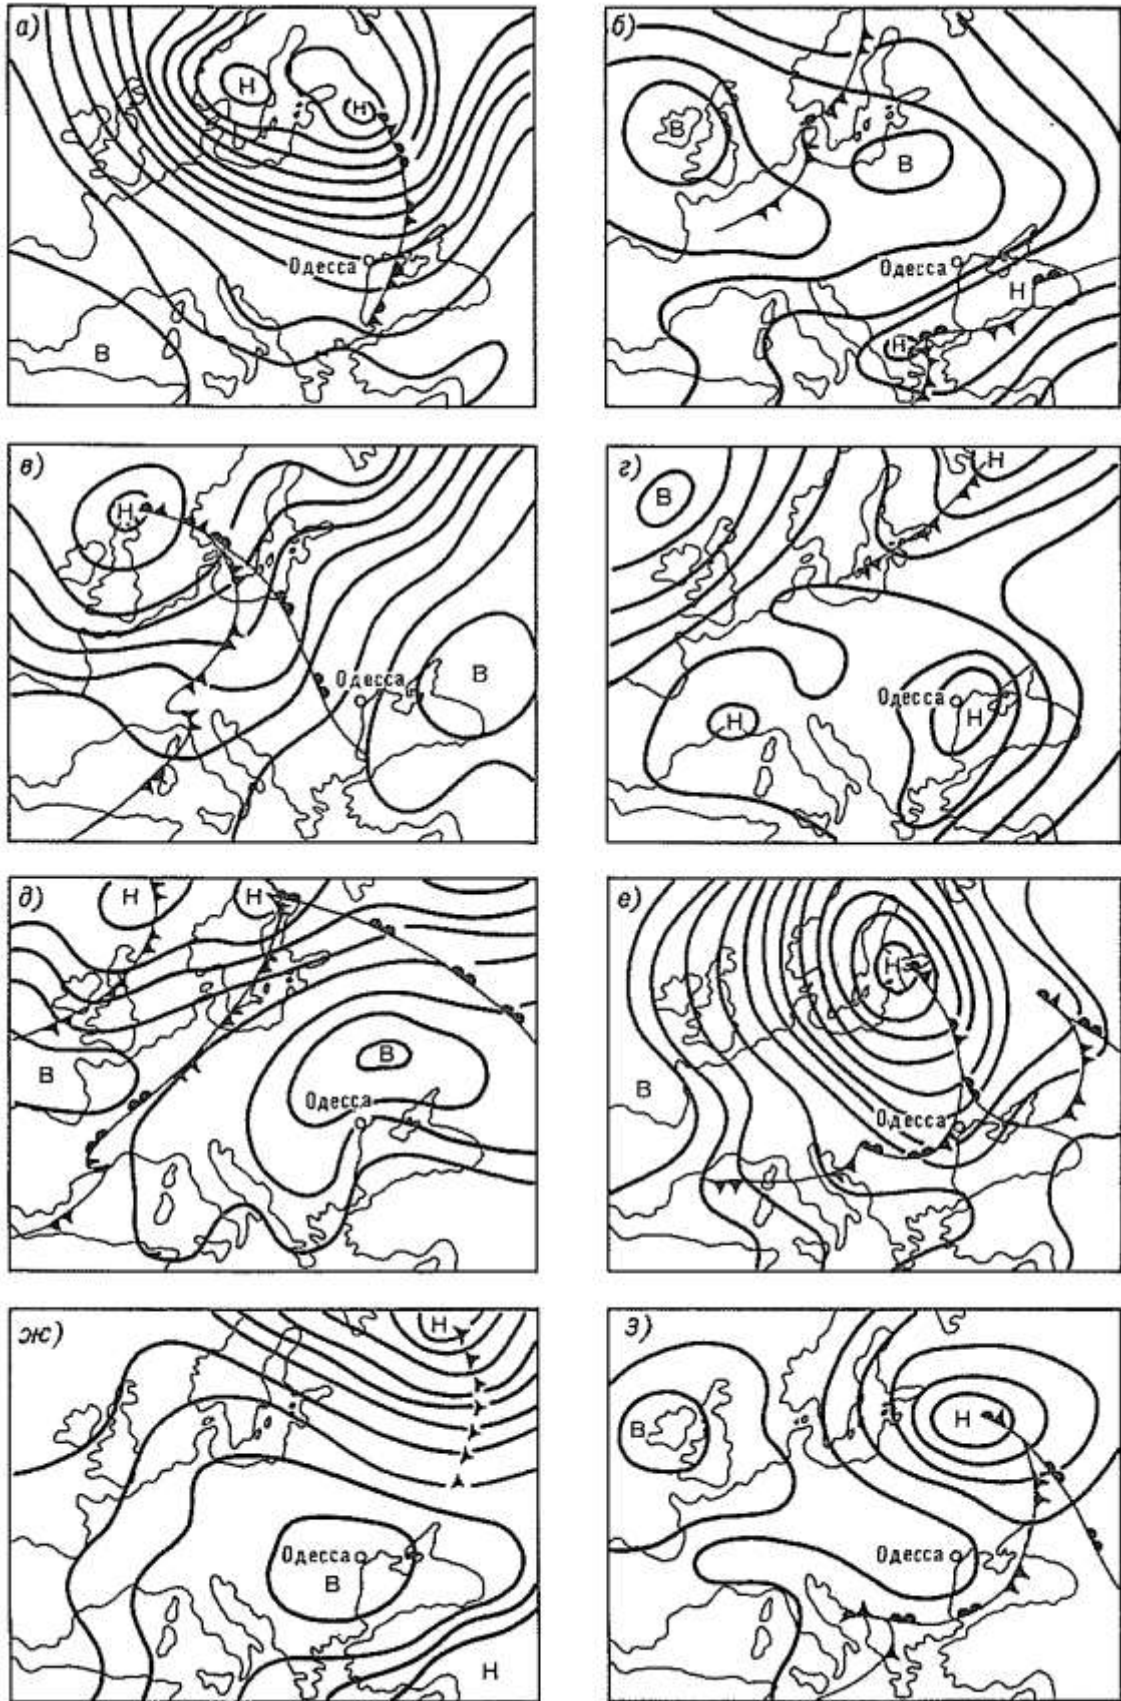 а)
Н
Н
Одесса
В
б)
В
В
Одесса
Н
Н
в)
Н
Одесса
В
г)
В
Н
Одесса
Н
Н
д)
Н
Н
В
В
Одесса
е)
Н
В
Одесса
ж)
Н
Одесса
В
Н
з)
В
Н
Одесса